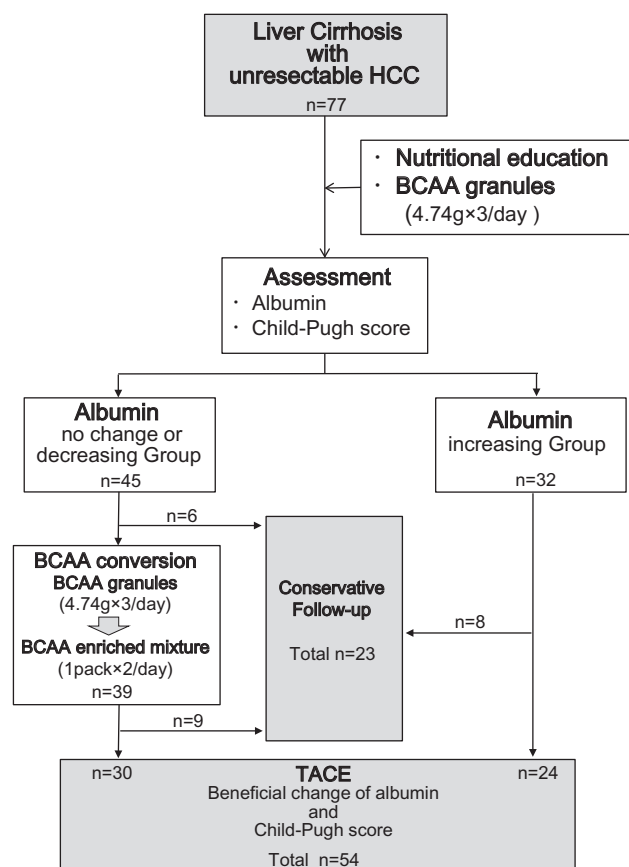 Liver Cirrhosis
with
unresectable HCC
n=77
・ Nutritional education
・ BCAA granules
(4.74g×3/day )
Assessment
・ Albumin
・ Child-Pugh score
Albumin
no change or
decreasing Group
n=45
Albumin
increasing Group
n=32
n=6
BCAA conversion
BCAA granules
(4.74g×3/day)
BCAA enriched mixture
(1pack×2/day)
n=39
Conservative
Follow-up
Total n=23
n=8
n=9
n=30
TACE
n=24
Beneficial change of albumin
and
Child-Pugh score
Total n=54